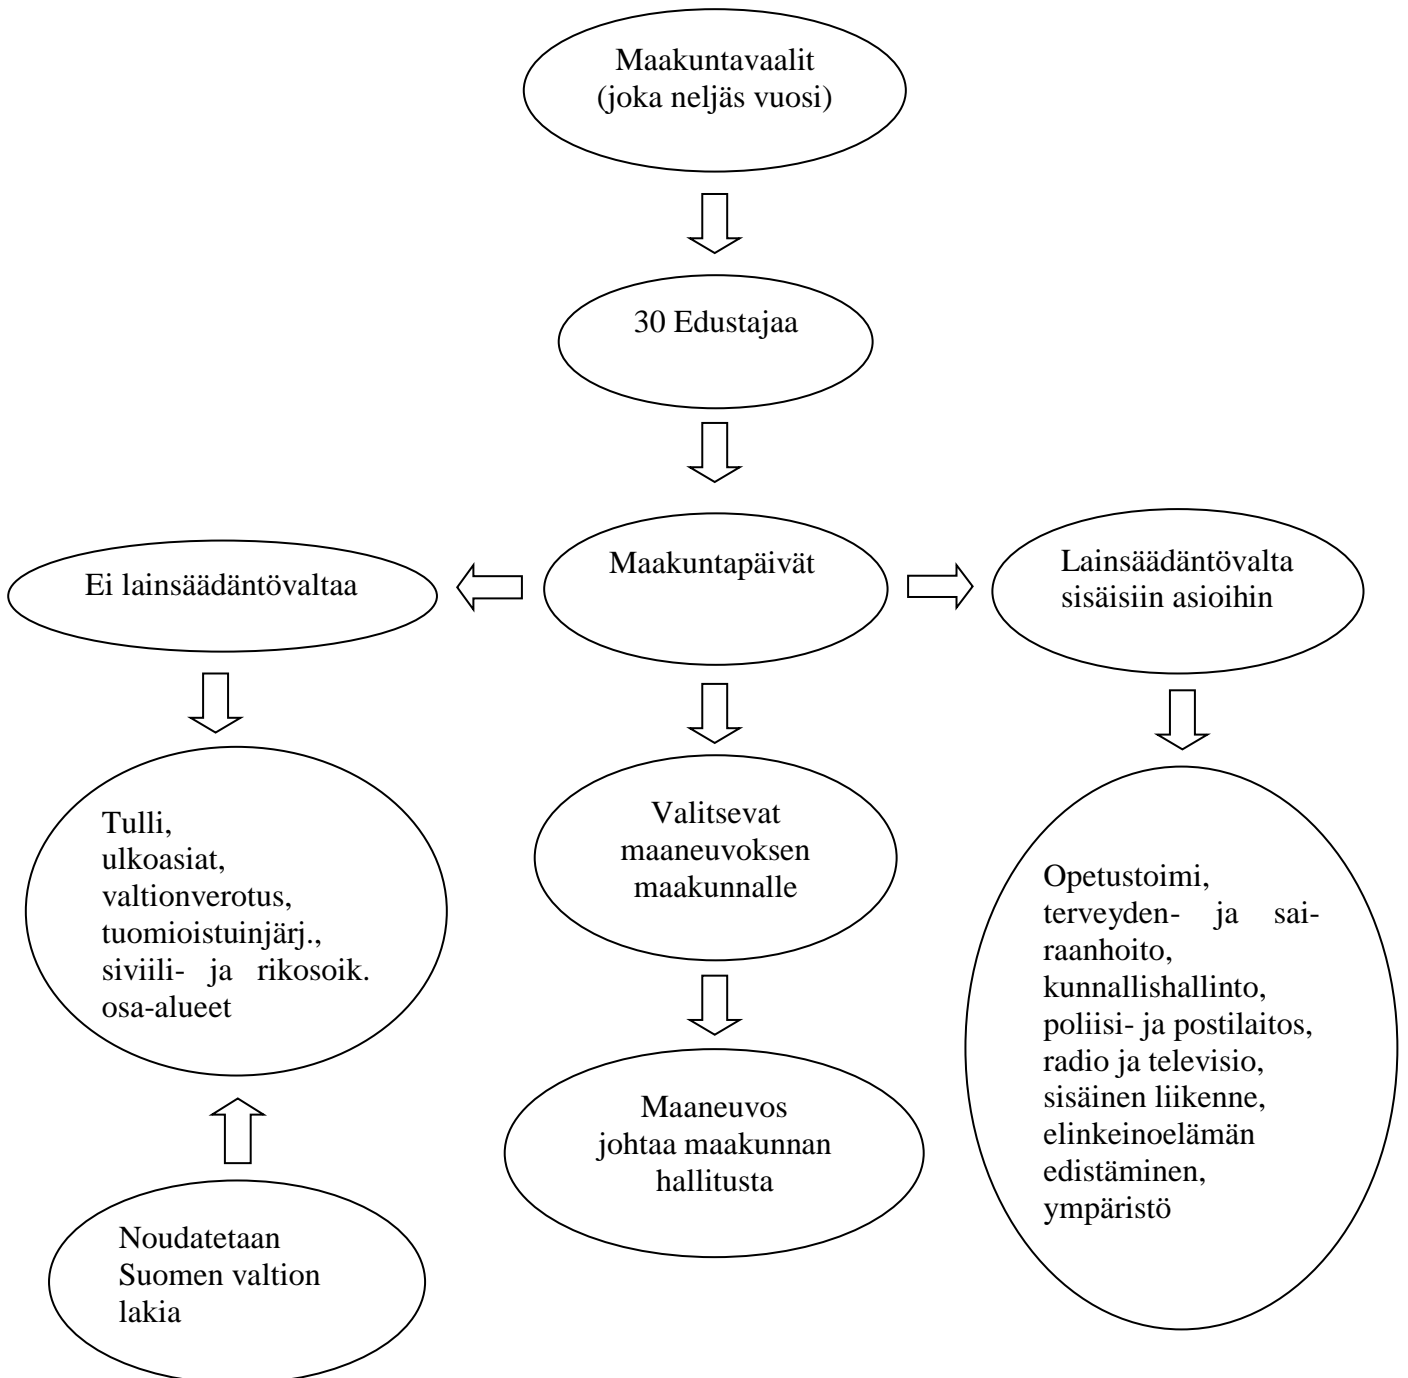 Maakuntavaalit
(joka neljäs vuosi)
30 Edustajaa
Maakuntapäivät
Ei lainsäädäntövaltaa
Lainsäädäntövalta
sisäisiin asioihin
Tulli,
ulkoasiat,
valtionverotus,
tuomioistuinjärj.,
siviili- ja rikosoik.
osa-alueet
Valitsevat
maaneuvoksen
maakunnalle
Opetustoimi,
terveyden- ja sai-
raanhoito,
kunnallishallinto,
poliisi- ja postilaitos,
radio ja televisio,
sisäinen liikenne,
elinkeinoelämän
edistäminen,
ympäristö
Maaneuvos
johtaa maakunnan
hallitusta
Noudatetaan
Suomen valtion
lakia